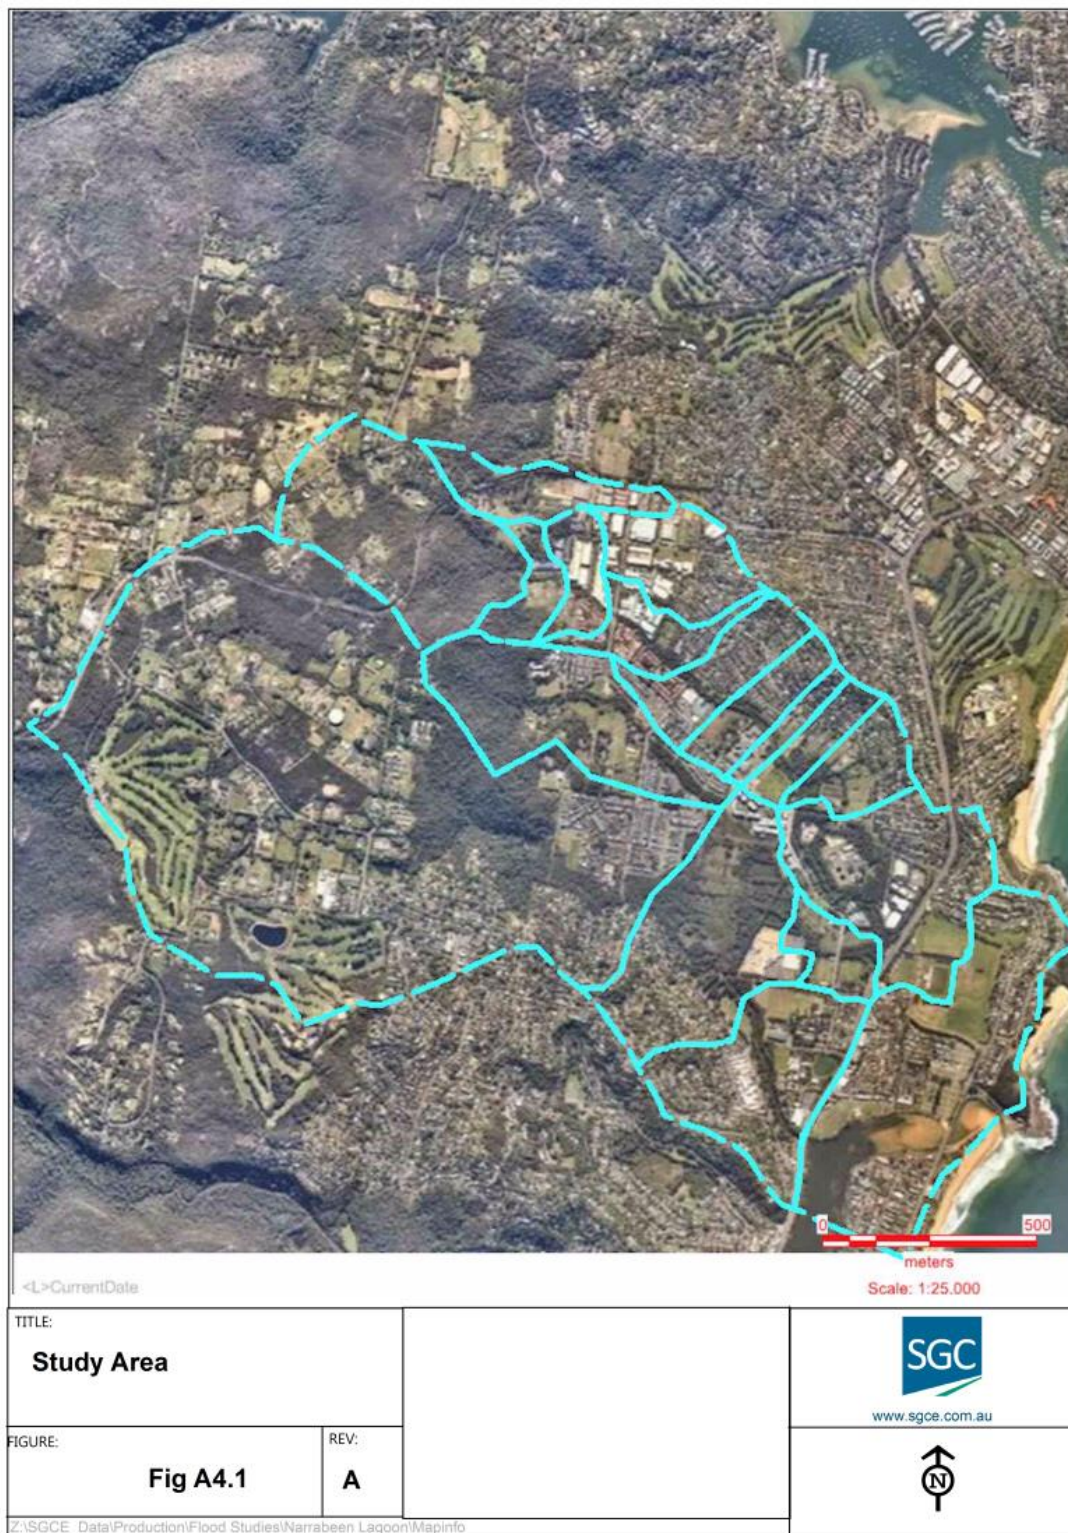 0 500
meters
<L>CurrentDate
Scale: 1:25.000
TITLE:
Study Area
SGC
www.sgce.com.au
FIGURE:
Fig A4.1
REV:
A
N
Z:\SGCE Data\Production\Flood Studies\Narrabeen Lagoon\Mapinfo